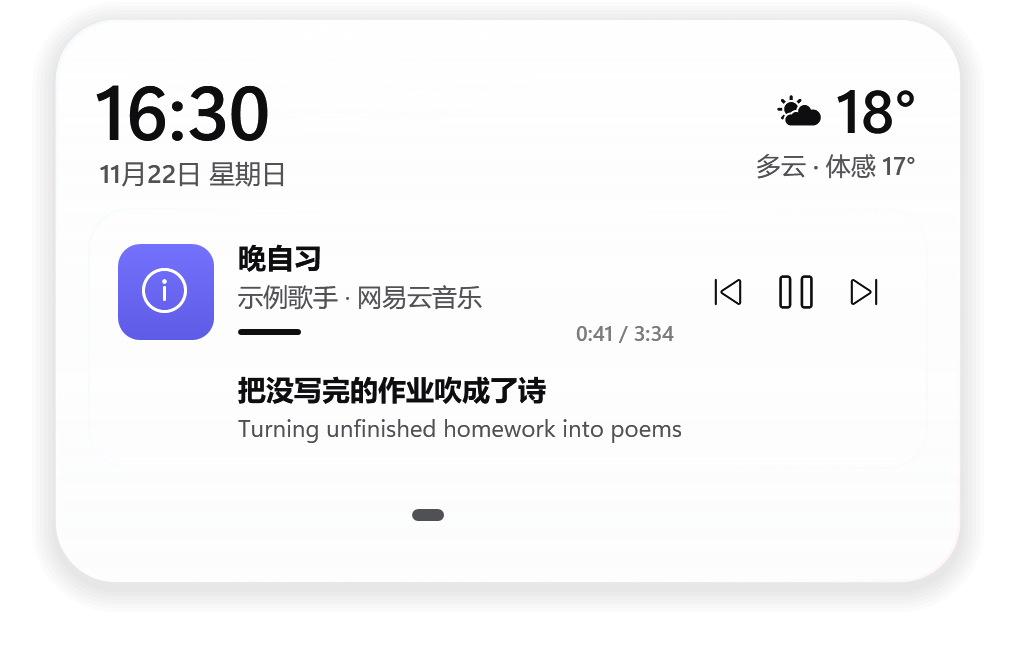 16:30
18°
11月22日 星期日
多云 · 体感 17°
晚自习
示例歌手 · 网易云音乐
0:41 / 3:34
把没写完的作业吹成了诗
Turning unfinished homework into poems